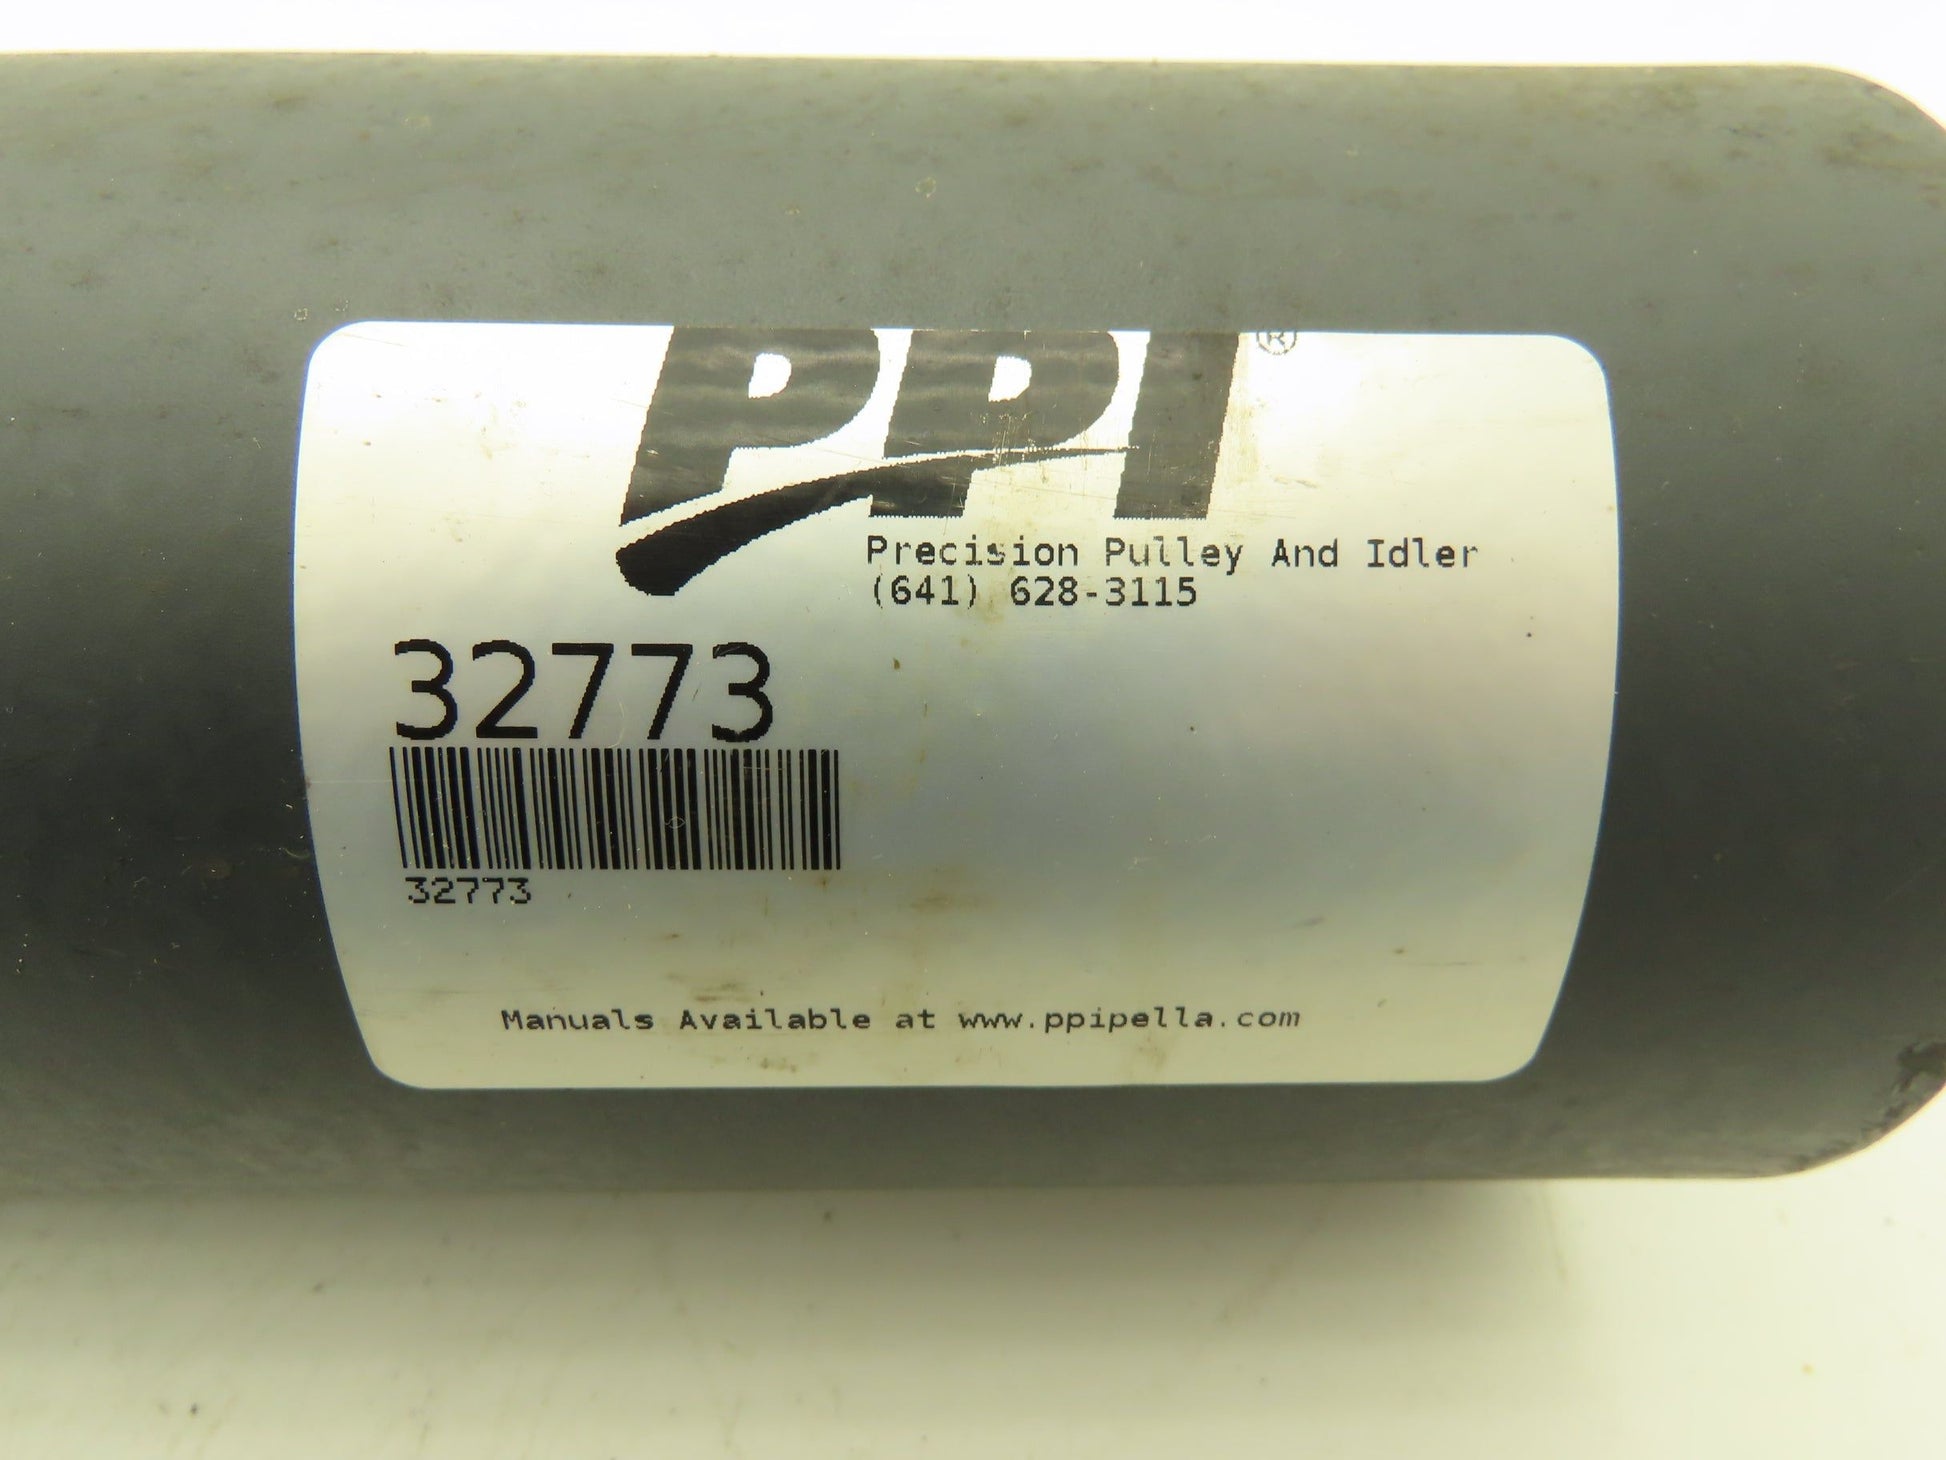 PPI®
Precision Pulley And Idler
(641) 628-3115
32773
32773
Manuals Available at www.ppipella.com